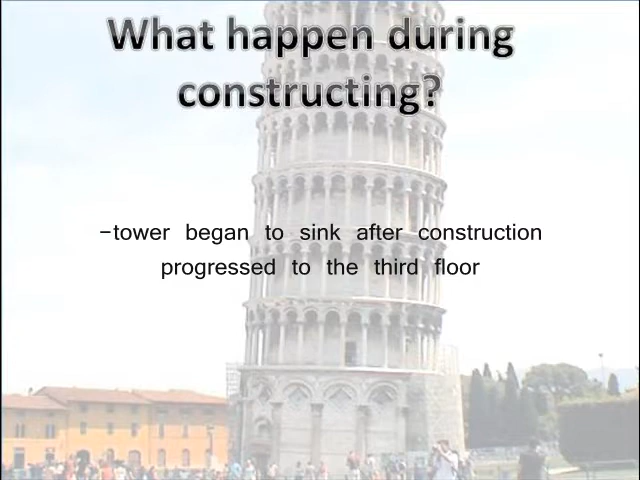 What happen during
constructing?
−tower began to sink after construction
progressed to the third floor